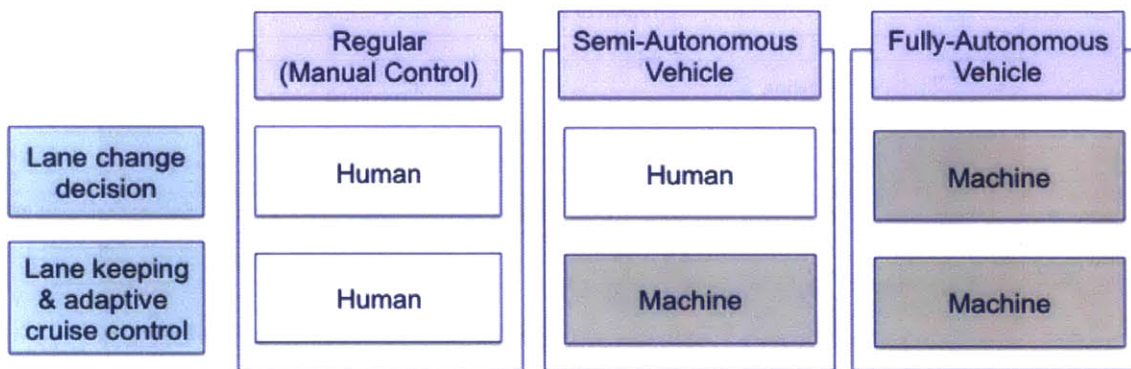 Regular
(Manual Control)
Semi-Autonomous
Vehicle
Fully-Autonomous
Vehicle
Lane change
decision
Human
Human
Machine
Lane keeping
& adaptive
cruise control
Human
Machine
Machine